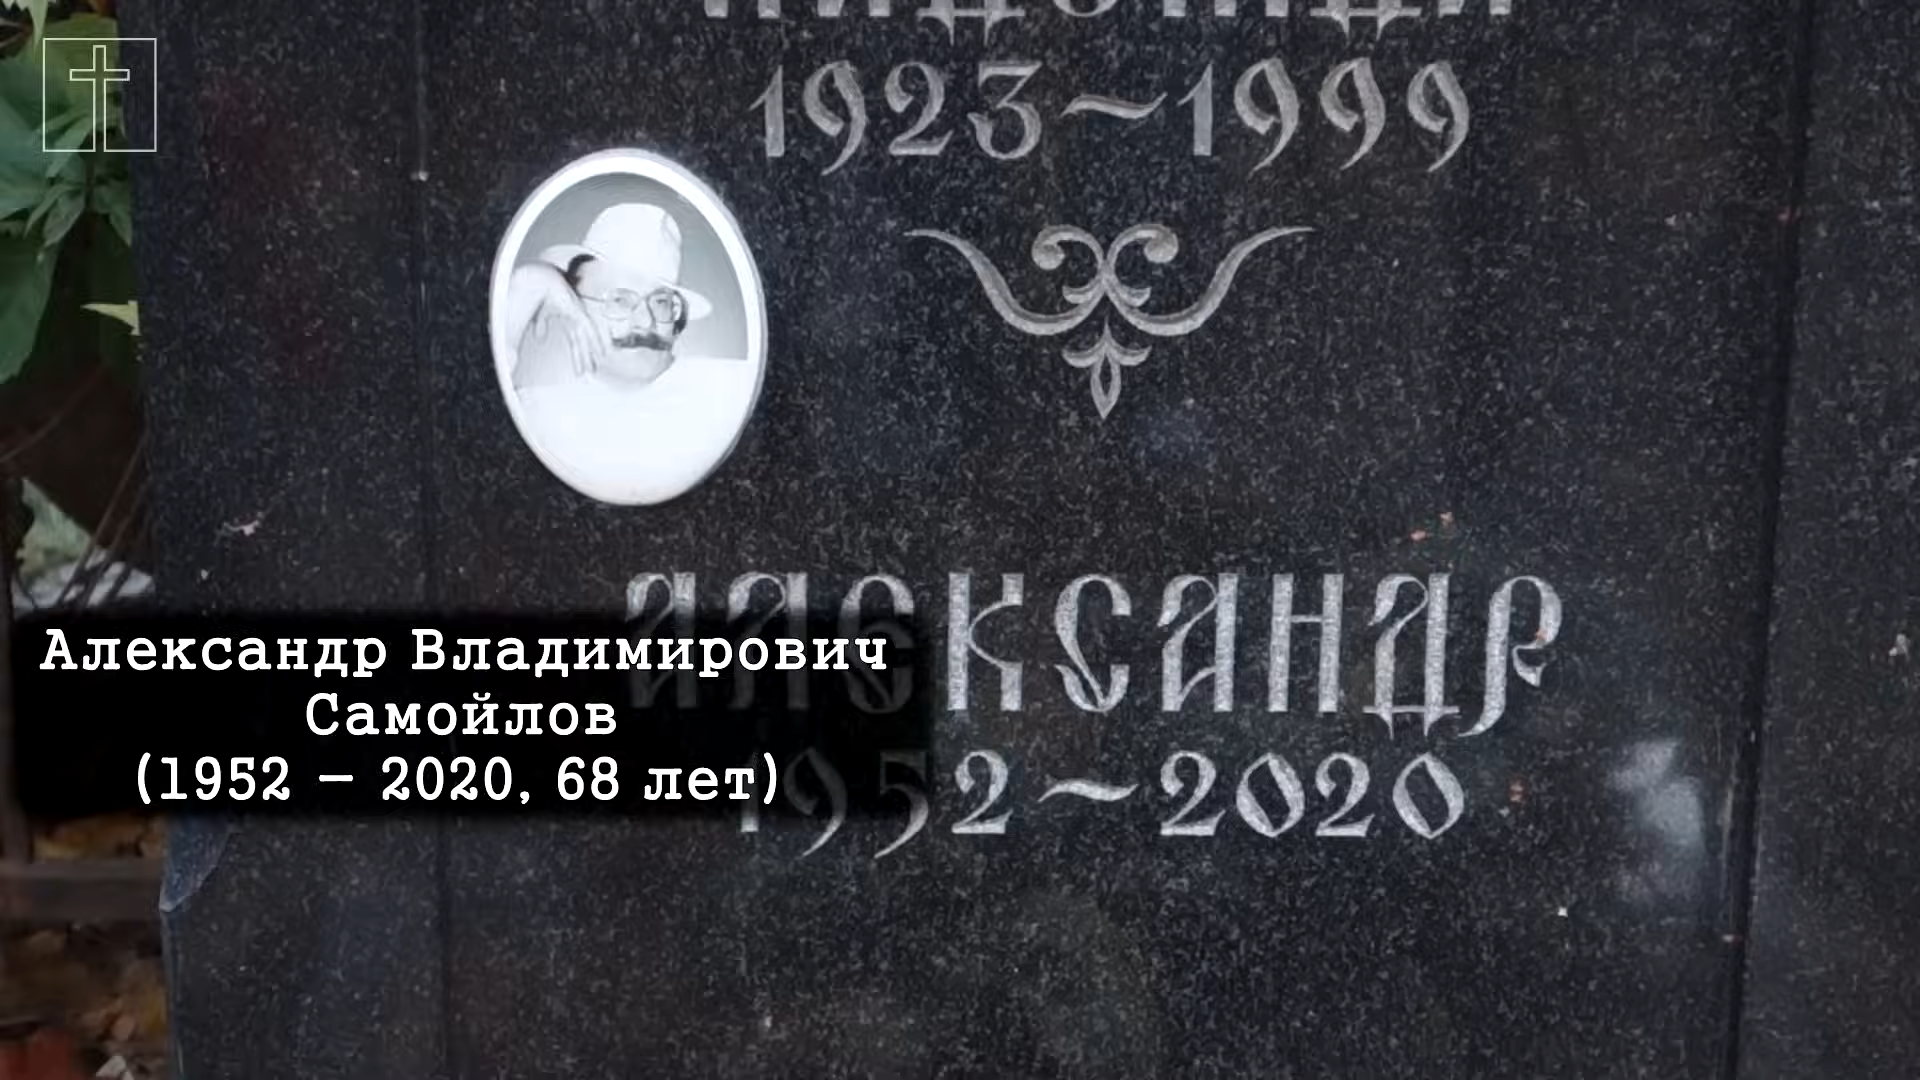 1923~1999
Александр
1952~2020
Александр Владимирович
Самойлов
(1952 – 2020, 68 лет)